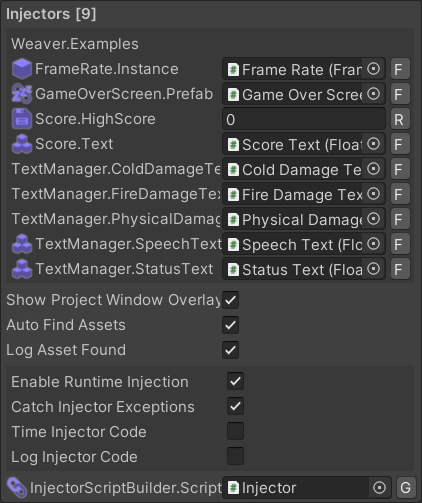 Injectors [9]
Weaver.Examples
FrameRate.Instance Frame Rate (Fran F
GameOverScreen.Prefab Game Over Scree F
Score.HighScore 0 R
Score.Text Score Text (Float F
TextManager.ColdDamageTe Cold Damage Te F
TextManager.FireDamageTex Fire Damage Tex F
TextManager.PhysicalDamag Physical Damage F
TextManager.SpeechText Speech Text (Flo F
TextManager.StatusText Status Text (Floa F
Show Project Window Overlay
Auto Find Assets
Log Asset Found
Enable Runtime Injection
Catch Injector Exceptions
Time Injector Code
Log Injector Code
InjectorScriptBuilder.Script Injector G